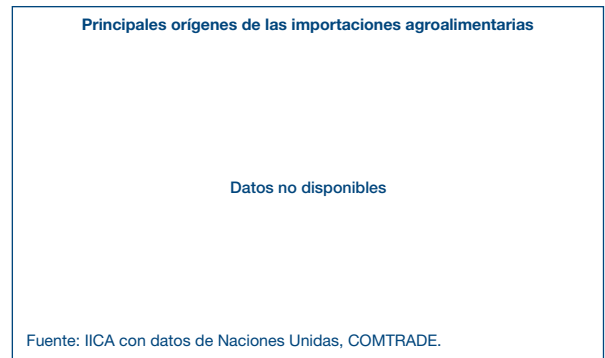 Principales orígenes de las importaciones agroalimentarias
Datos no disponibles
Fuente: IICA con datos de Naciones Unidas, COMTRADE.